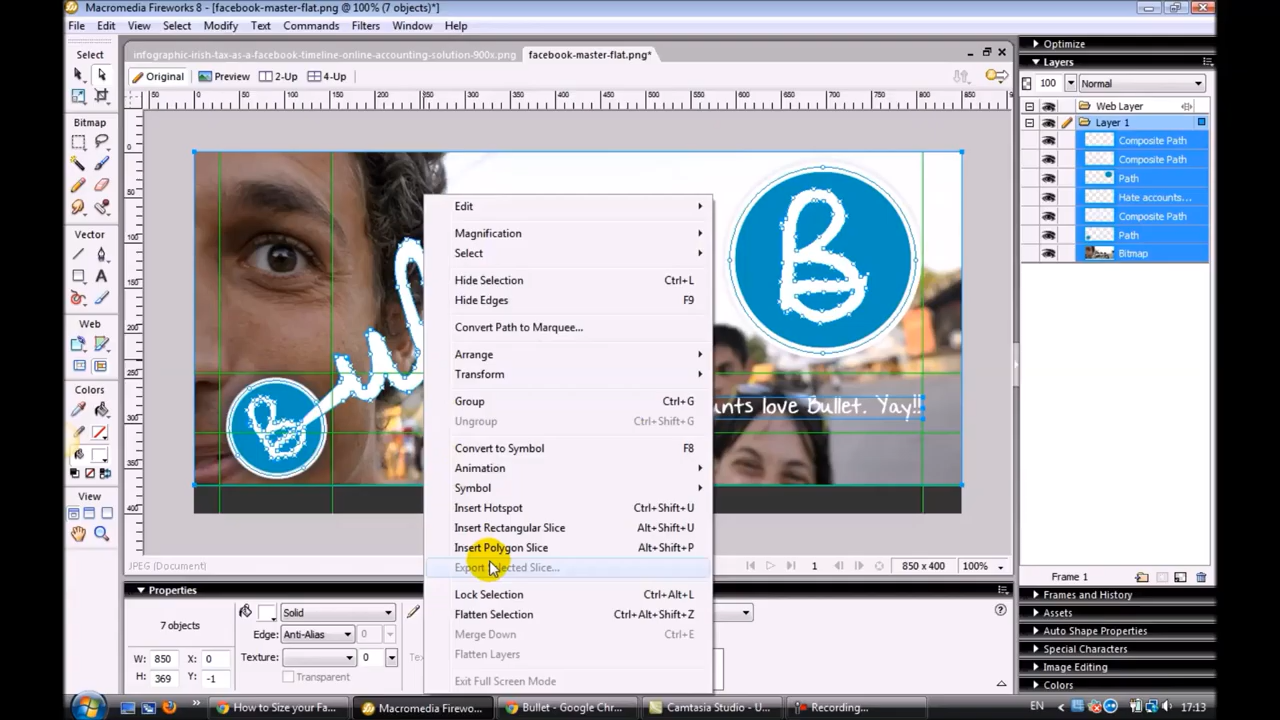 Macromedia Fireworks 8 - [facebook-master-flat.png @ 100% (7 objects)*]
File Edit View Select Modify Text Commands Filters Window Help
Select
infographic-irish-tax-as-a-facebook-timeline-online-accounting-solution-900x.png facebook-master-flat.png*
Original Preview 2-Up 4-Up
Bitmap
Vector
Web
Colors
View
Optimize
Layers
100 Normal
Web Layer
Layer 1
Composite Path
Composite Path
Path
Hate accounts...
Composite Path
Path
Bitmap
B
B
unts love Bullet. Yay!!
Edit
Magnification
Select
Hide Selection Ctrl+L
Hide Edges F9
Convert Path to Marquee...
Arrange
Transform
Group Ctrl+G
Ungroup Ctrl+Shift+G
Convert to Symbol F8
Animation
Symbol
Insert Hotspot Ctrl+Shift+U
Insert Rectangular Slice Alt+Shift+U
Insert Polygon Slice Alt+Shift+P
Export Selected Slice...
Lock Selection Ctrl+Alt+L
Flatten Selection Ctrl+Alt+Shift+Z
Merge Down Ctrl+E
Flatten Layers
Exit Full Screen Mode
JPEG (Document)
1 850 x 400 100%
Frame 1
Frames and History
Assets
Auto Shape Properties
Special Characters
Image Editing
Colors
Properties
7 objects
W: 850 X: 0
H: 369 Y: -1
Solid
Edge: Anti-Alias 0
Texture: 0
Transparent
How to Size your Fa... Macromedia Firewo... Bullet - Google Chr... Camtasia Studio - U... Recording... EN 17:13